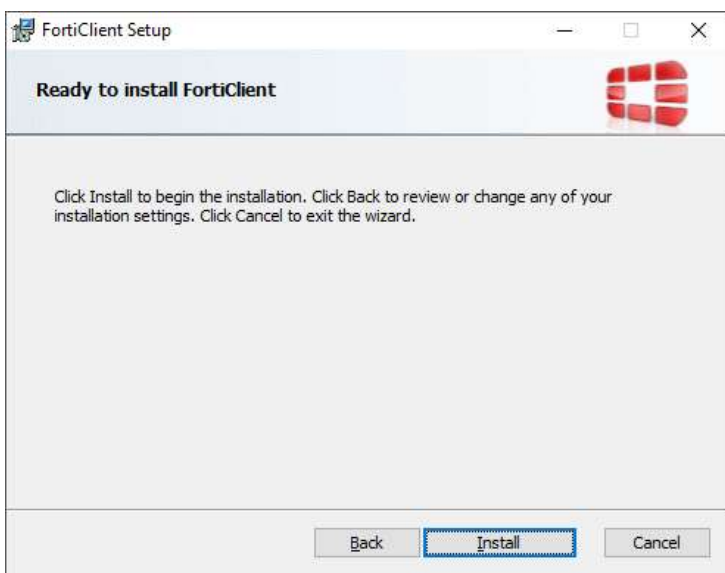 FortiClient Setup
Ready to install FortiClient
Click Install to begin the installation. Click Back to review or change any of your
installation settings. Click Cancel to exit the wizard.
Back Install Cancel